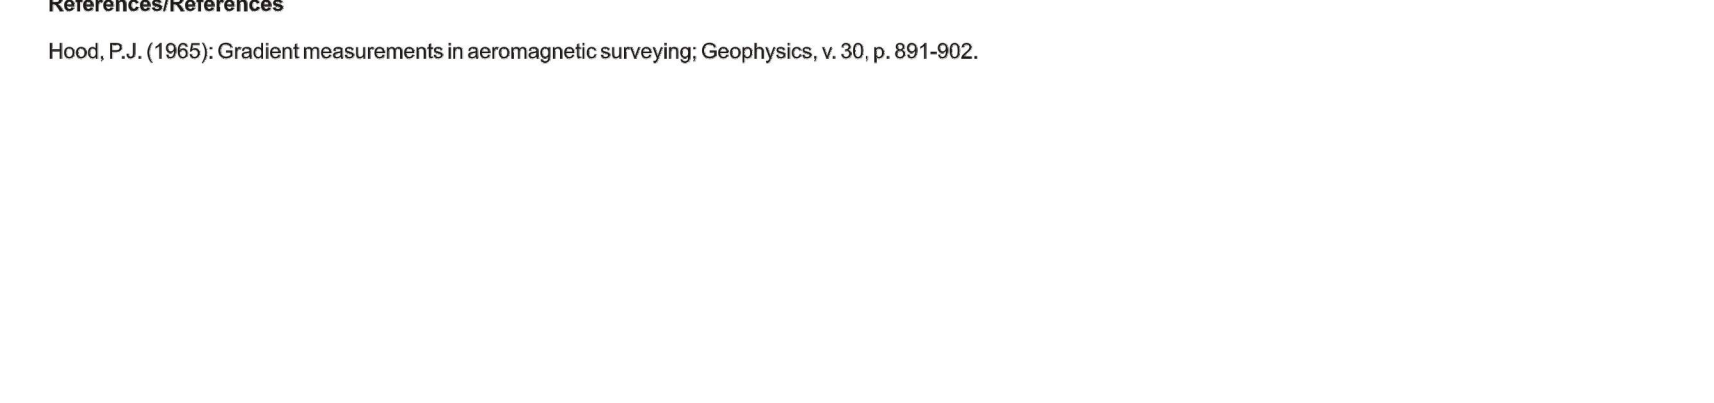 References/References
Hood, P.J. (1965): Gradient measurements in aeromagnetic surveying; Geophysics, v. 30, p. 891-902.